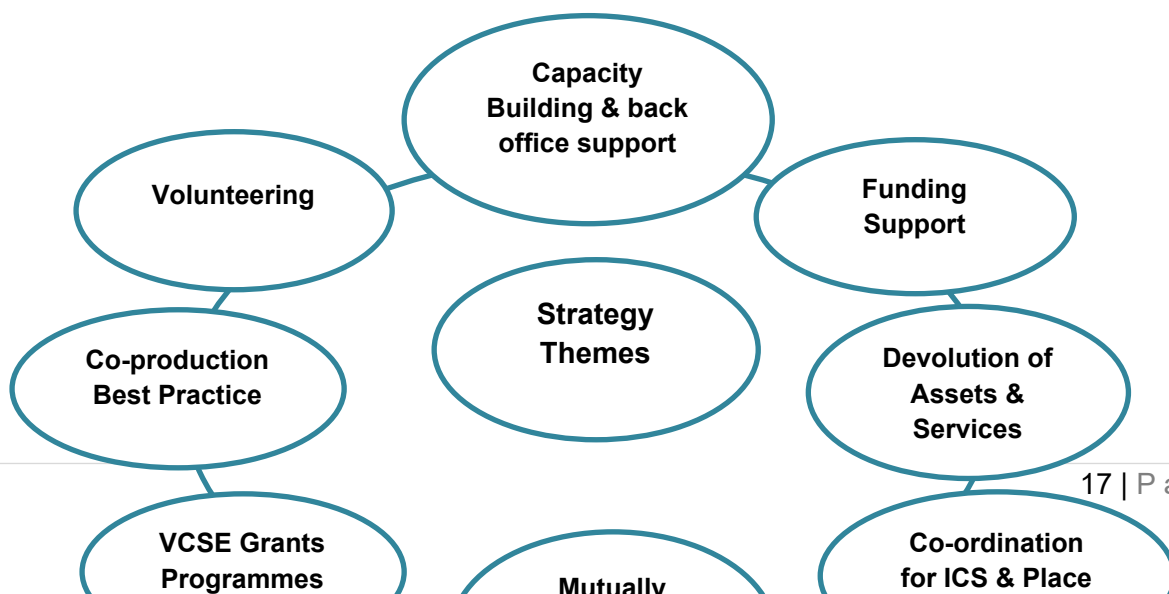 Capacity
Building & back
office support
Volunteering
Funding
Support
Strategy
Themes
Co-production
Best Practice
Devolution of
Assets &
Services
17 | P a
VCSE Grants
Programmes
Co-ordination
for ICS & Place
Mutually